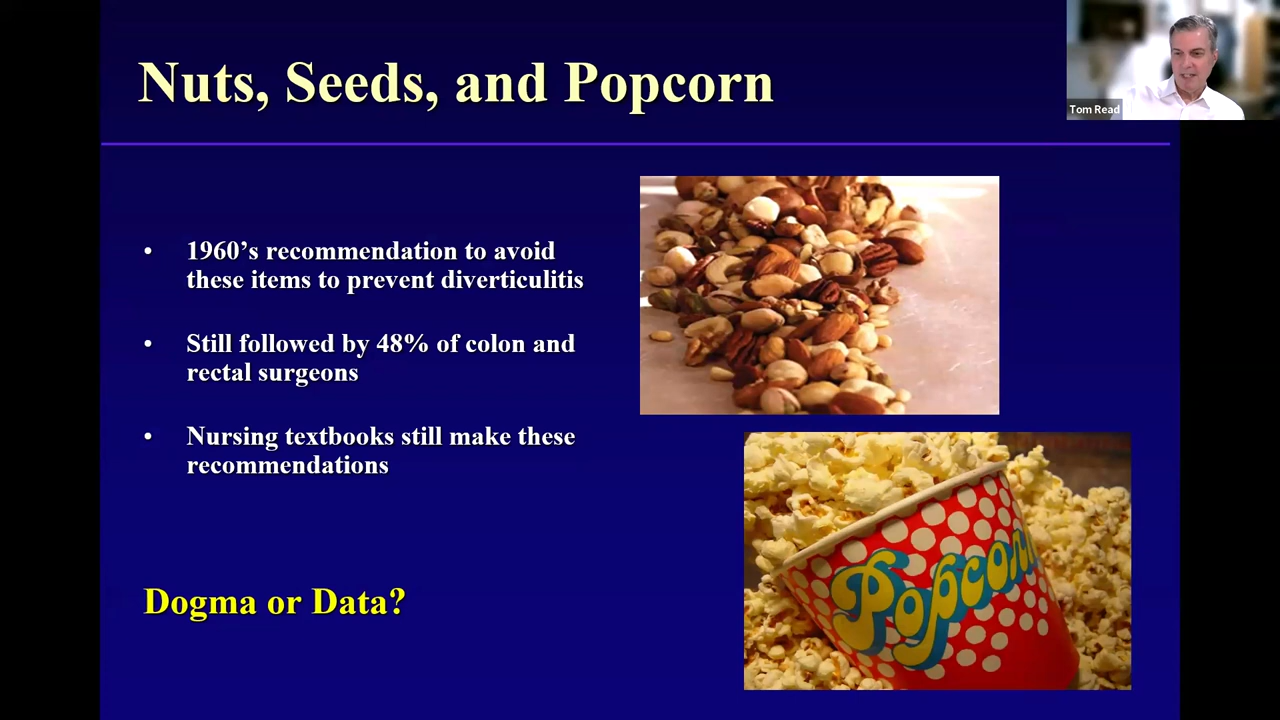 Nuts, Seeds, and Popcorn
Tom Read
• 1960’s recommendation to avoid
these items to prevent diverticulitis
• Still followed by 48% of colon and
rectal surgeons
• Nursing textbooks still make these
recommendations
Dogma or Data?
Popcorn